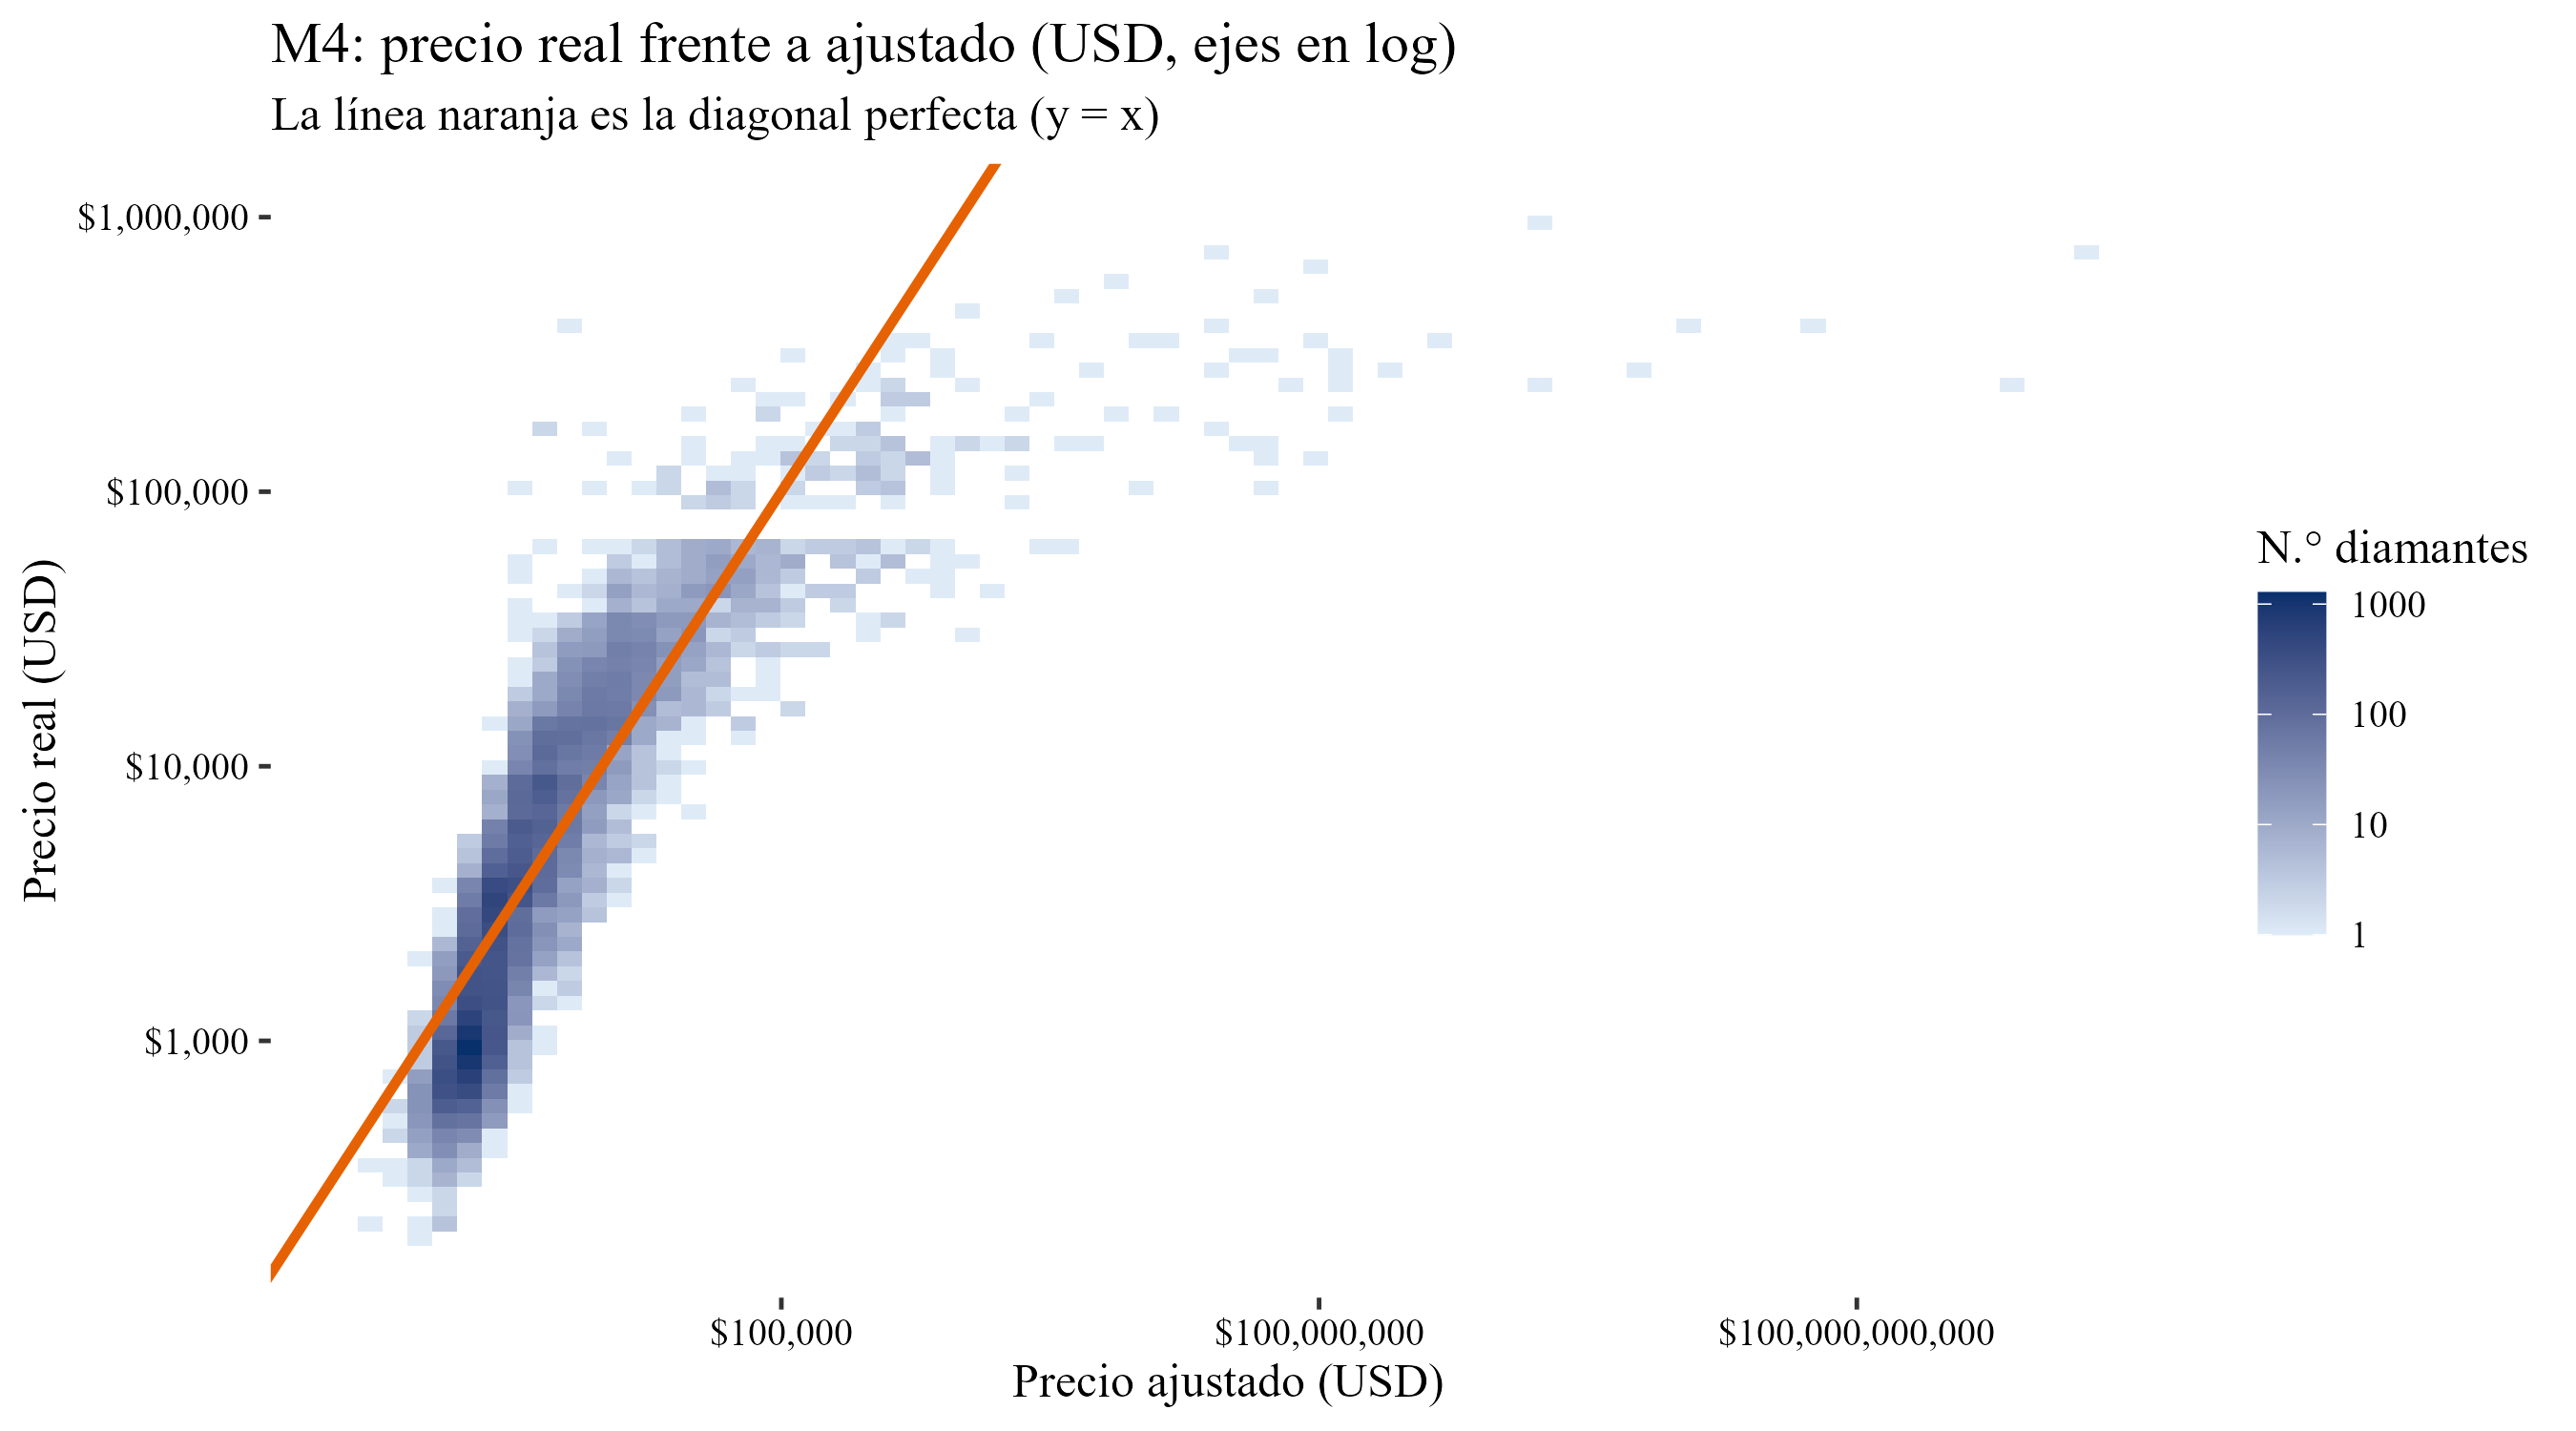 M4: precio real frente a ajustado (USD, ejes en log)
La línea naranja es la diagonal perfecta (y = x)
$1,000,000
$100,000
$10,000
$1,000
Precio real (USD)
$100,000
$100,000,000
$100,000,000,000
Precio ajustado (USD)
N.° diamantes
1000
100
10
1